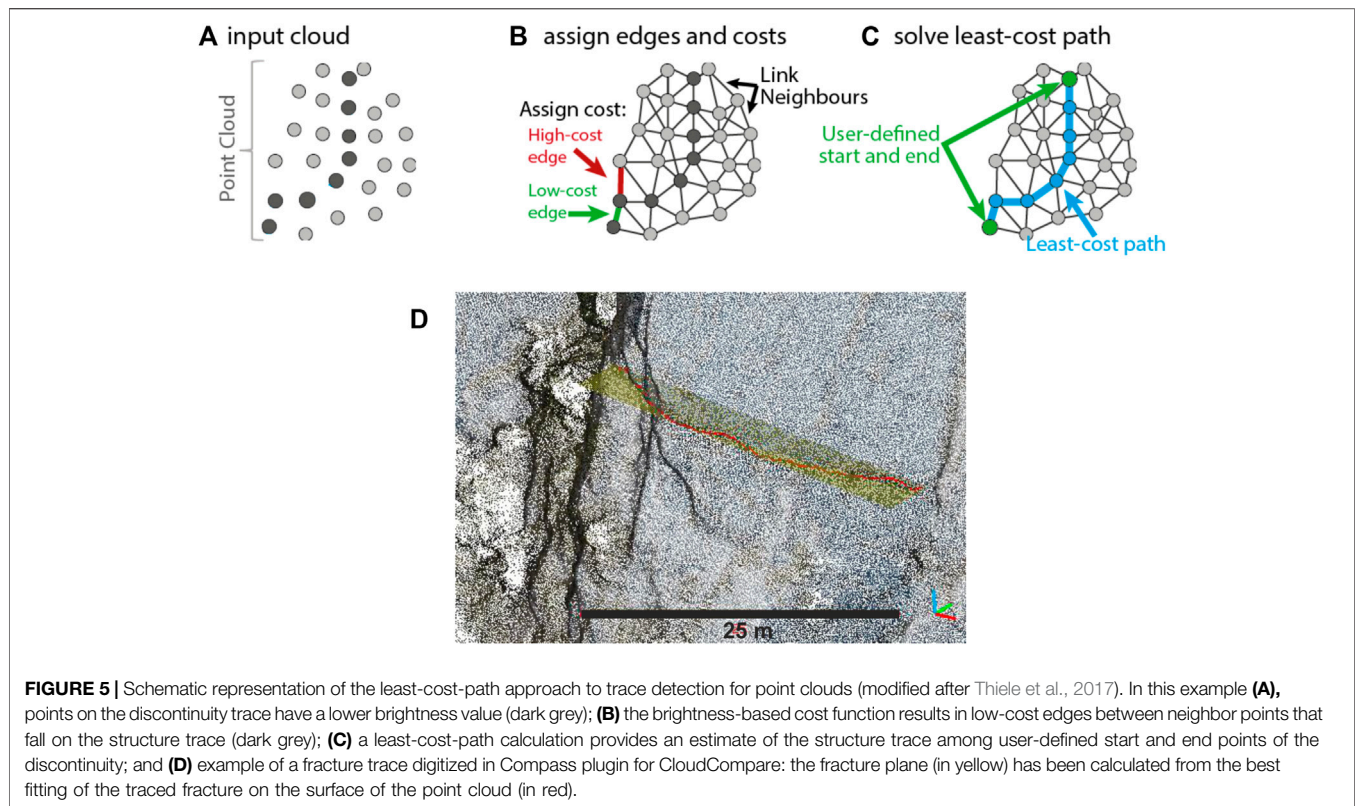 A input cloud
B assign edges and costs
C solve least-cost path
Point Cloud
Link
Neighbours
Assign cost:
High-cost
edge
Low-cost
edge
User-defined
start and end
Least-cost path
D
25 m
FIGURE 5 | Schematic representation of the least-cost-path approach to trace detection for point clouds (modified after Thiele et al., 2017). In this example (A),
points on the discontinuity trace have a lower brightness value (dark grey); (B) the brightness-based cost function results in low-cost edges between neighbor points that
fall on the structure trace (dark grey); (C) a least-cost-path calculation provides an estimate of the structure trace among user-defined start and end points of the
discontinuity; and (D) example of a fracture trace digitized in Compass plugin for CloudCompare: the fracture plane (in yellow) has been calculated from the best
fitting of the traced fracture on the surface of the point cloud (in red).